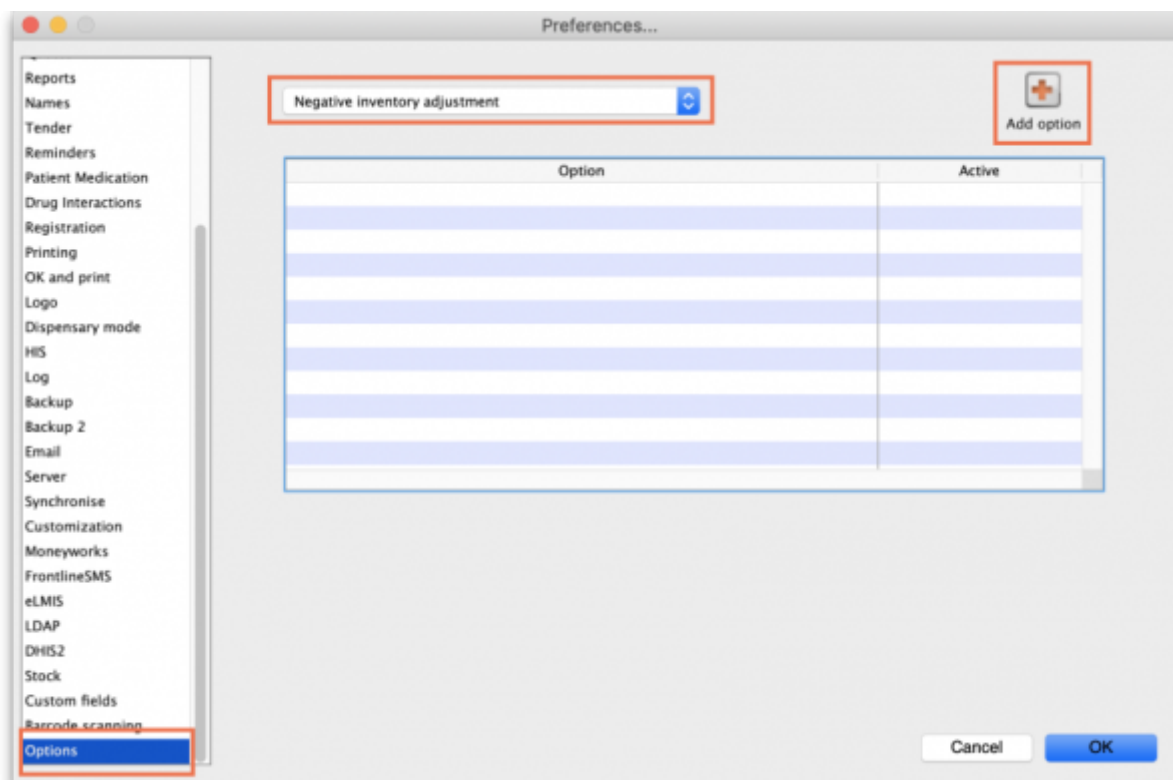 Preferences...
Reports
Names
Tender
Reminders
Patient Medication
Drug Interactions
Registration
Printing
OK and print
Logo
Dispensary mode
HIS
Log
Backup
Backup 2
Email
Server
Synchronise
Customization
Moneyworks
FrontlineSMS
eLMIS
LDAP
DHIS2
Stock
Custom fields
Barcode scanning
Options
Negative inventory adjustment
Add option
Option Active
Cancel OK